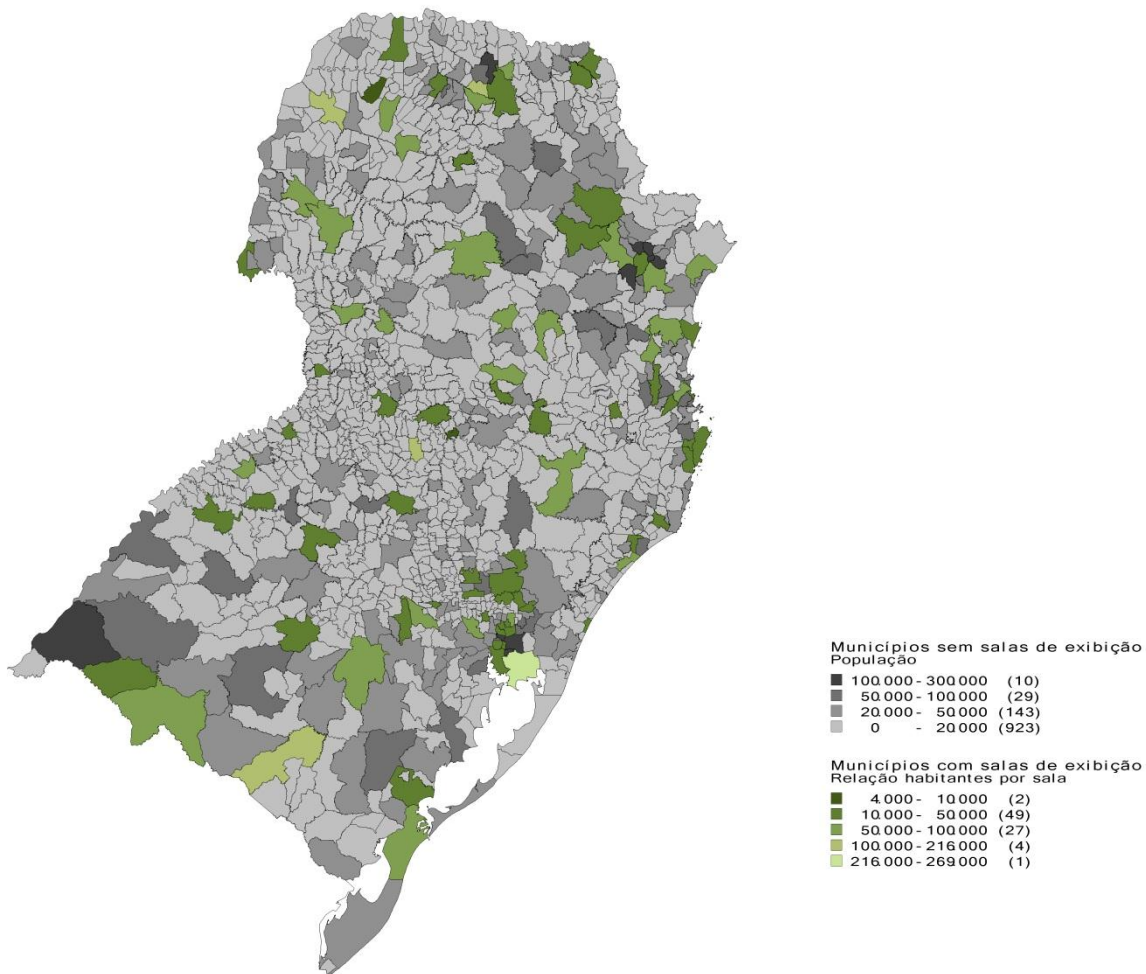 Municípios sem salas de exibição
População
100.000 - 300.000 (10)
50.000 - 100.000 (29)
20.000 - 50.000 (143)
0 - 20.000 (923)
Municípios com salas de exibição
Relação habitantes por sala
4.000 - 10.000 (2)
10.000 - 50.000 (49)
50.000 - 100.000 (27)
100.000 - 216.000 (4)
216.000 - 269.000 (1)